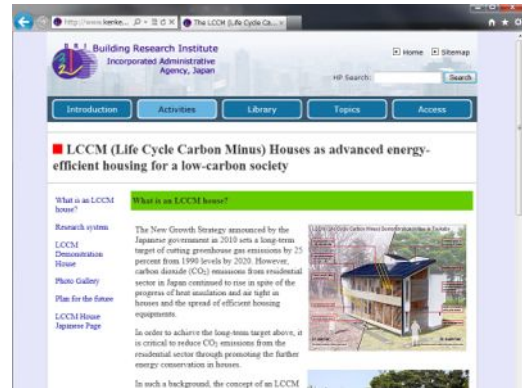 http://www.kenke...
The LCCM (Life Cycle Ca...
Building Research Institute
Incorporated Administrative
Agency, Japan
Home
Sitemap
HP Search:
Search
Introduction
Activities
Library
Topics
Access
LCCM (Life Cycle Carbon Minus) Houses as advanced energy-
efficient housing for a low-carbon society
What is an LCCM
house?
Research system
LCCM
Demonstration
House
Photo Gallery
Plan for the future
LCCM House
Japanese Page
What is an LCCM house?
The New Growth Strategy announced by the
Japanese government in 2010 sets a long-term
target of cutting greenhouse gas emissions by 25
percent from 1990 levels by 2020. However,
carbon dioxide (CO2) emissions from residential
sector in Japan continued to rise in spite of the
progress of heat insulation and air tight in
houses and the spread of efficient housing
equipments.
In order to achieve the long-term target above, it
is critical to reduce CO2 emissions from the
residential sector through promoting the further
energy conservation in houses.
In such a background, the concept of an LCCM